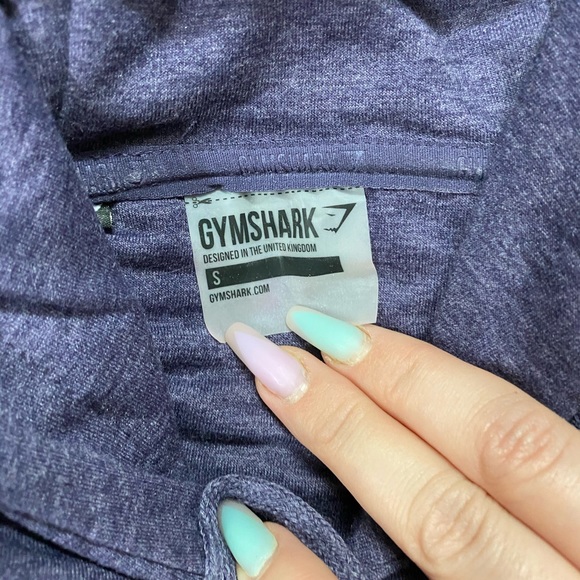 GYMSHARK
DESIGNED IN THE UNITED KINGDOM
S
GYMSHARK.COM